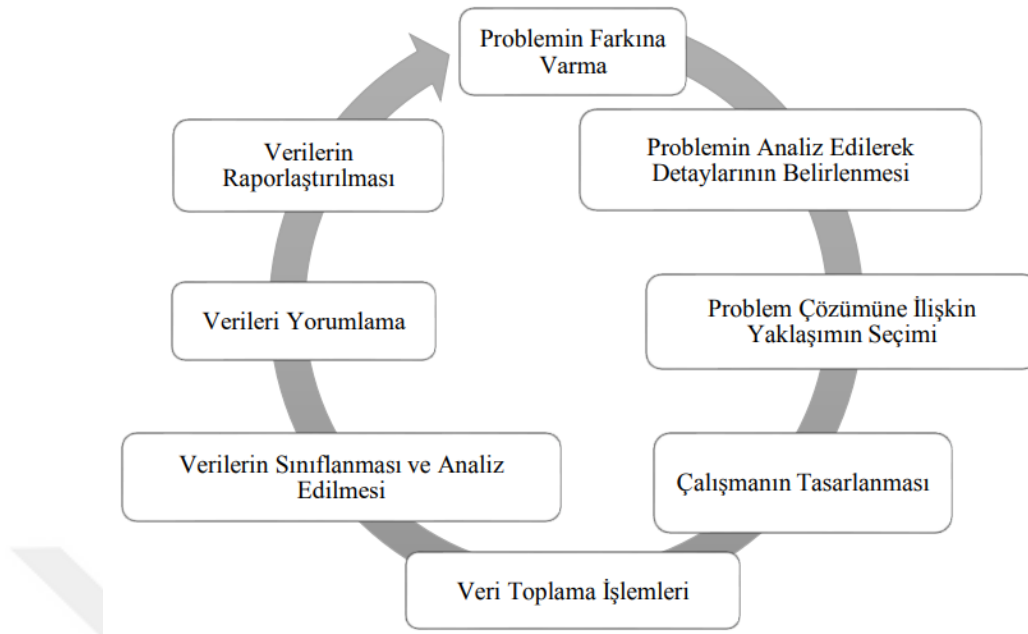 Problemin Farkına
Varma
Problemin Analiz Edilerek
Detaylarının Belirlenmesi
Problem Çözümüne İlişkin
Yaklaşımın Seçimi
Çalışmanın Tasarlanması
Veri Toplama İşlemleri
Verilerin Sınıflanması ve Analiz
Edilmesi
Verileri Yorumlama
Verilerin
Raporlaştırılması